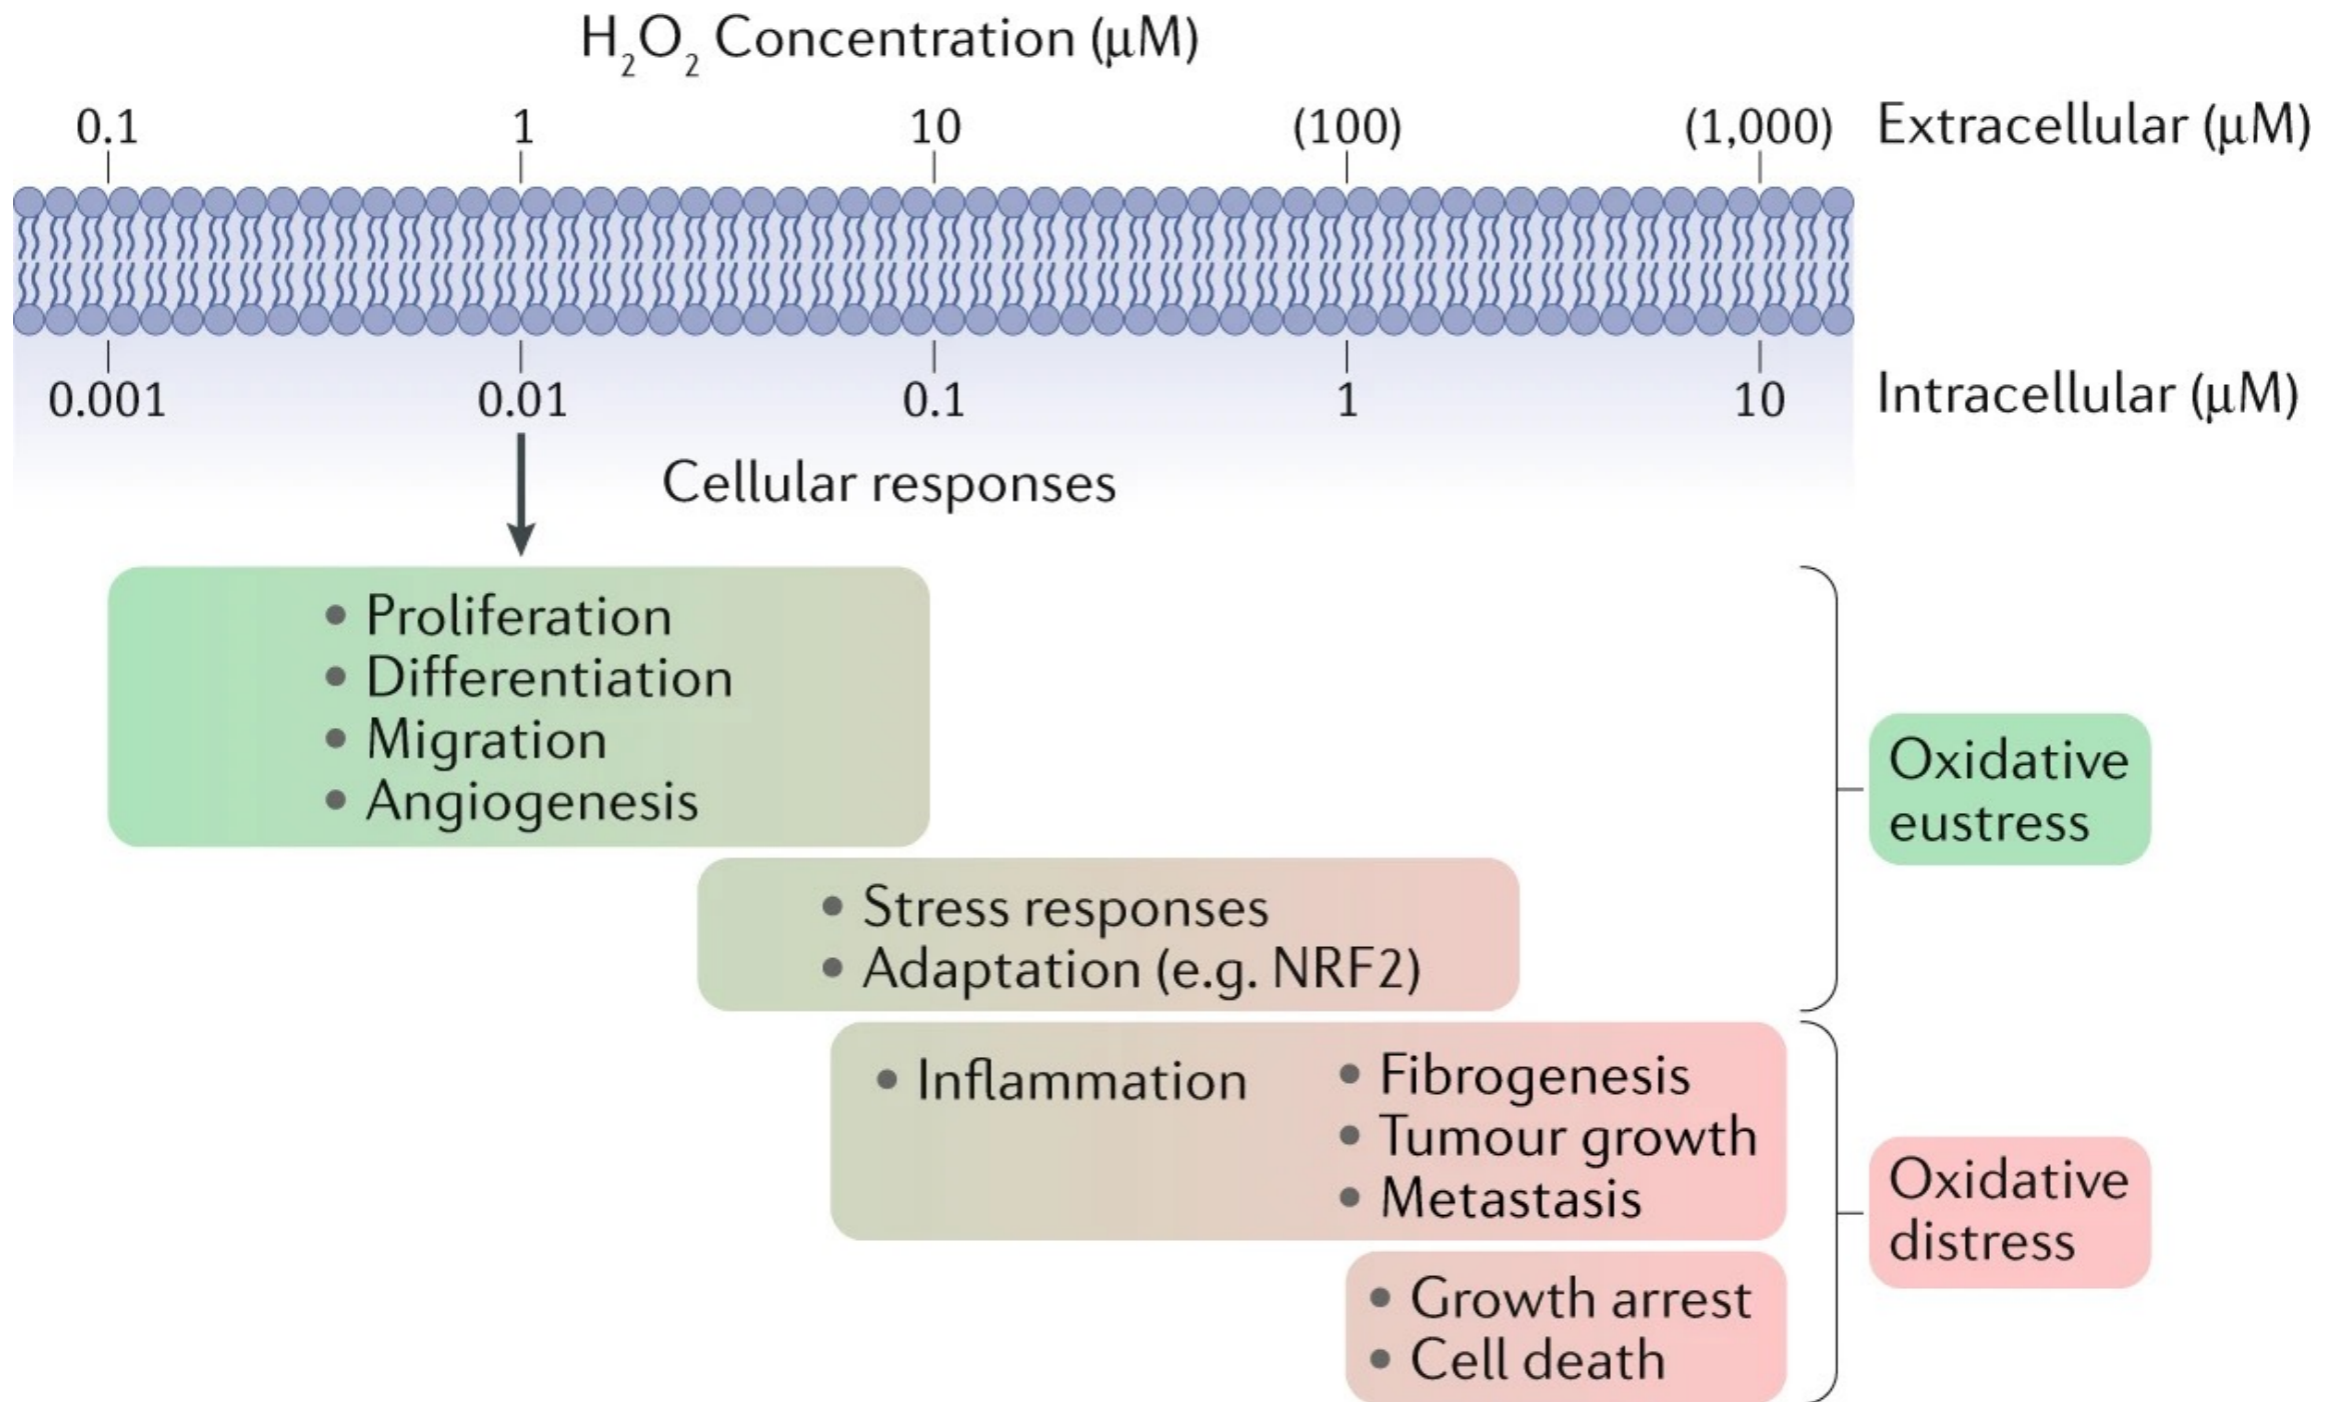 H₂O₂ Concentration (μM)
0.1 1 10 (100) (1,000) Extracellular (μM)
0.001 0.01 0.1 1 10 Intracellular (μM)
Cellular responses
• Proliferation
• Differentiation
• Migration
• Angiogenesis
Oxidative
eustress
• Stress responses
• Adaptation (e.g. NRF2)
• Inflammation
• Fibrogenesis
• Tumour growth
• Metastasis
Oxidative
distress
• Growth arrest
• Cell death